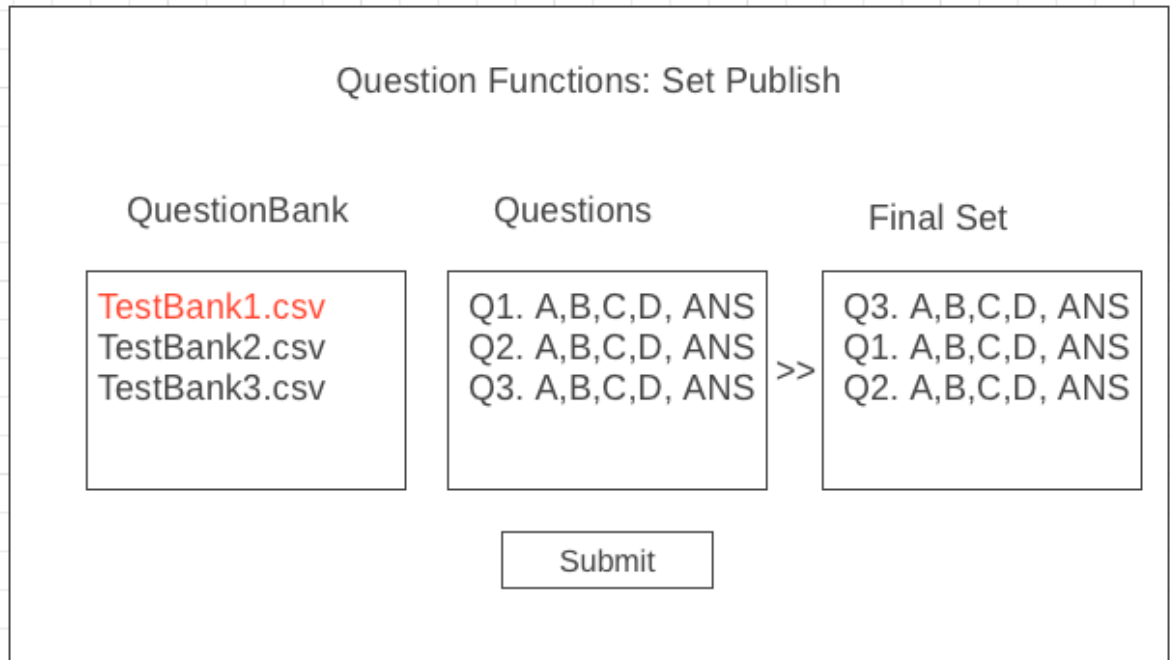 Question Functions: Set Publish
QuestionBank
TestBank1.csv
TestBank2.csv
TestBank3.csv
Questions
Q1. A,B,C,D, ANS
Q2. A,B,C,D, ANS
Q3. A,B,C,D, ANS
>>
Final Set
Q3. A,B,C,D, ANS
Q1. A,B,C,D, ANS
Q2. A,B,C,D, ANS
Submit